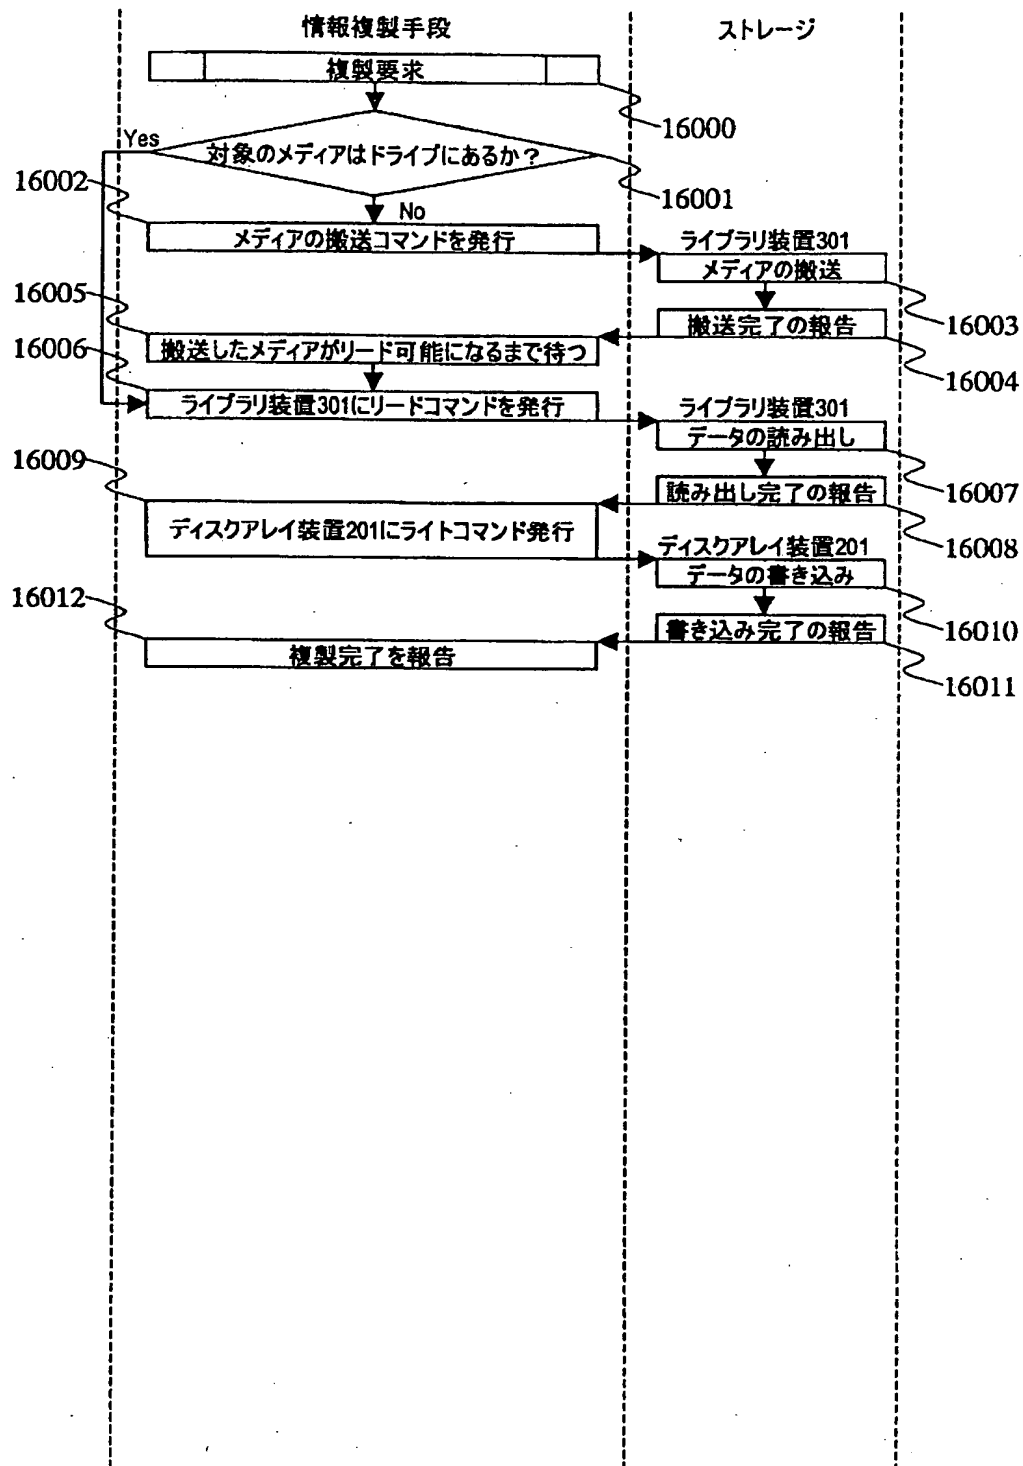 情報複製手段
ストレージ
複製要求
16000
Yes
対象のメディアはドライブにあるか？
16001
16002
No
メディアの搬送コマンドを発行
ライブラリ装置301
メディアの搬送
16003
16005
搬送完了の報告
16004
16006
搬送したメディアがリード可能になるまで待つ
ライブラリ装置301にリードコマンドを発行
ライブラリ装置301
データの読み出し
16007
16009
読み出し完了の報告
16008
ディスクアレイ装置201にライトコマンド発行
ディスクアレイ装置201
データの書き込み
16010
16012
書き込み完了の報告
16011
複製完了を報告